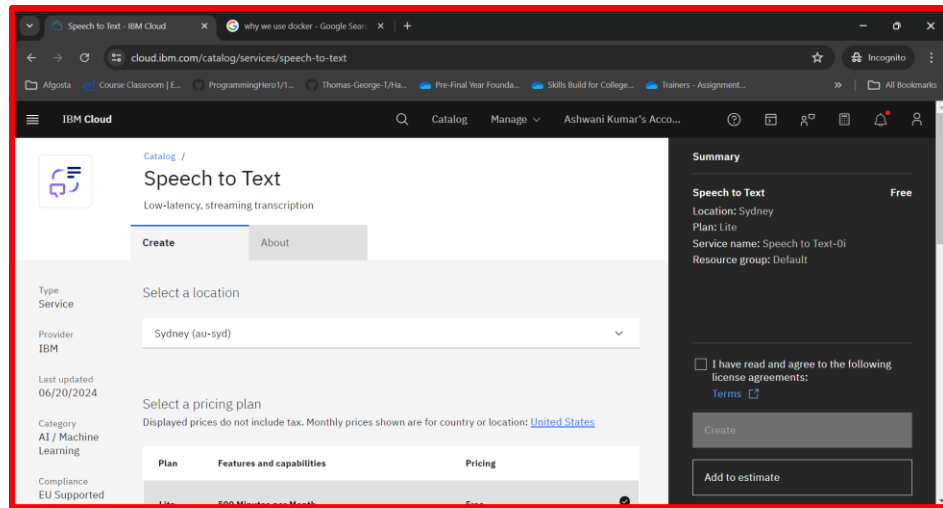 Speech to Text - IBM Cloud
why we use docker - Google Sear
cloud.ibm.com/catalog/services/speech-to-text
Incognito
Algosta
Course Classroom | E...
ProgrammingHero1/1...
Thomas-George-T/Ha...
Pre-Final Year Founda...
Skills Build for College...
Trainers - Assignment...
All Bookmarks
IBM Cloud
Catalog
Manage
Ashwani Kumar's Acco...
Catalog /
Speech to Text
Low-latency, streaming transcription
Create
About
Type
Service
Provider
IBM
Last updated
06/20/2024
Category
AI / Machine
Learning
Compliance
EU Supported
Select a location
Sydney (au-syd)
Select a pricing plan
Displayed prices do not include tax. Monthly prices shown are for country or location: United States
Plan Features and capabilities Pricing
Lite 500 Minutes per Month Free
Summary
Speech to Text Free
Location: Sydney
Plan: Lite
Service name: Speech to Text-0i
Resource group: Default
I have read and agree to the following
license agreements:
Terms
Create
Add to estimate